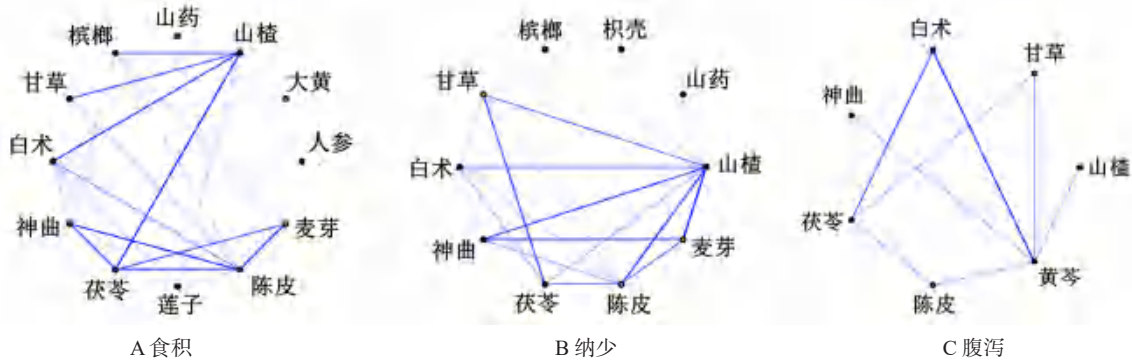 山药
槟榔
山楂
甘草
大黄
白术
人参
神曲
麦芽
茯苓
陈皮
莲子
A 食积
槟榔
枳壳
甘草
山药
白术
山楂
神曲
麦芽
茯苓
陈皮
B 纳少
白术
甘草
神曲
山楂
茯苓
黄芩
陈皮
C 腹泻